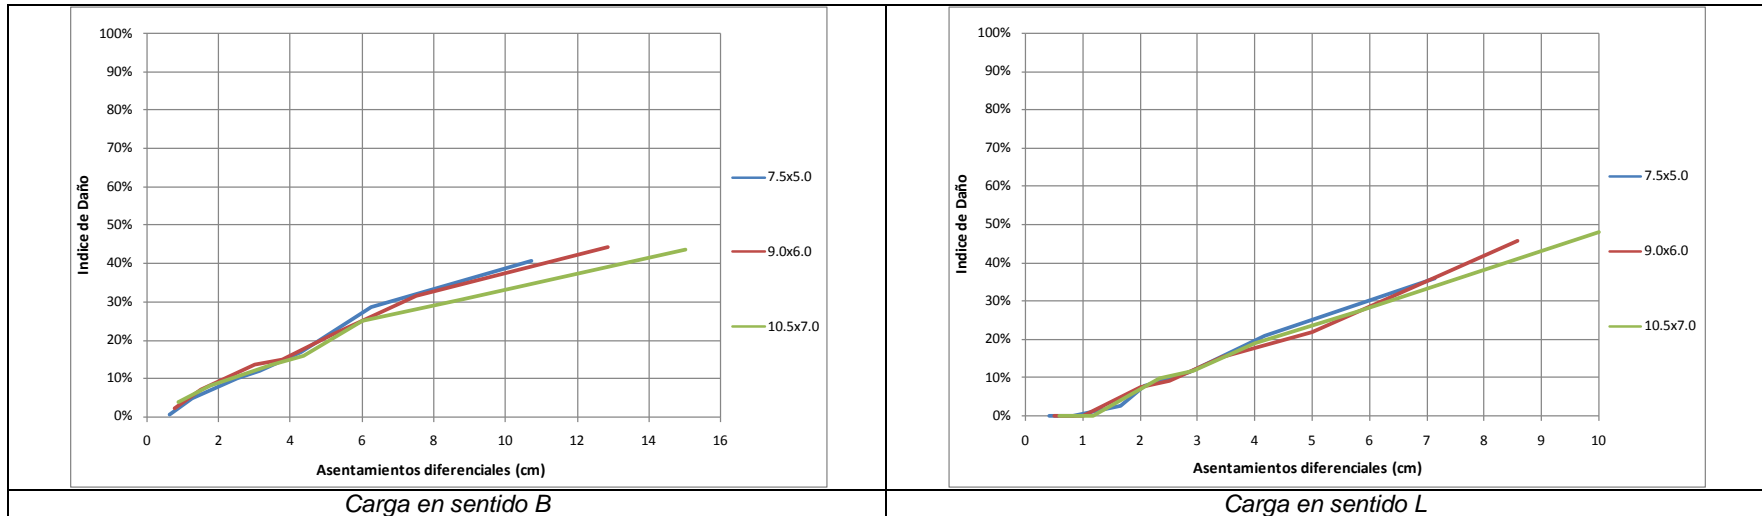 100%
90%
80%
70%
60%
50%
40%
30%
20%
10%
0%
Indice de Daño
0 2 4 6 8 10 12 14 16
Asentamientos diferenciales (cm)
7.5x5.0
9.0x6.0
10.5x7.0
Carga en sentido B
100%
90%
80%
70%
60%
50%
40%
30%
20%
10%
0%
Indice de Daño
0 1 2 3 4 5 6 7 8 9 10
Asentamientos diferenciales (cm)
7.5x5.0
9.0x6.0
10.5x7.0
Carga en sentido L